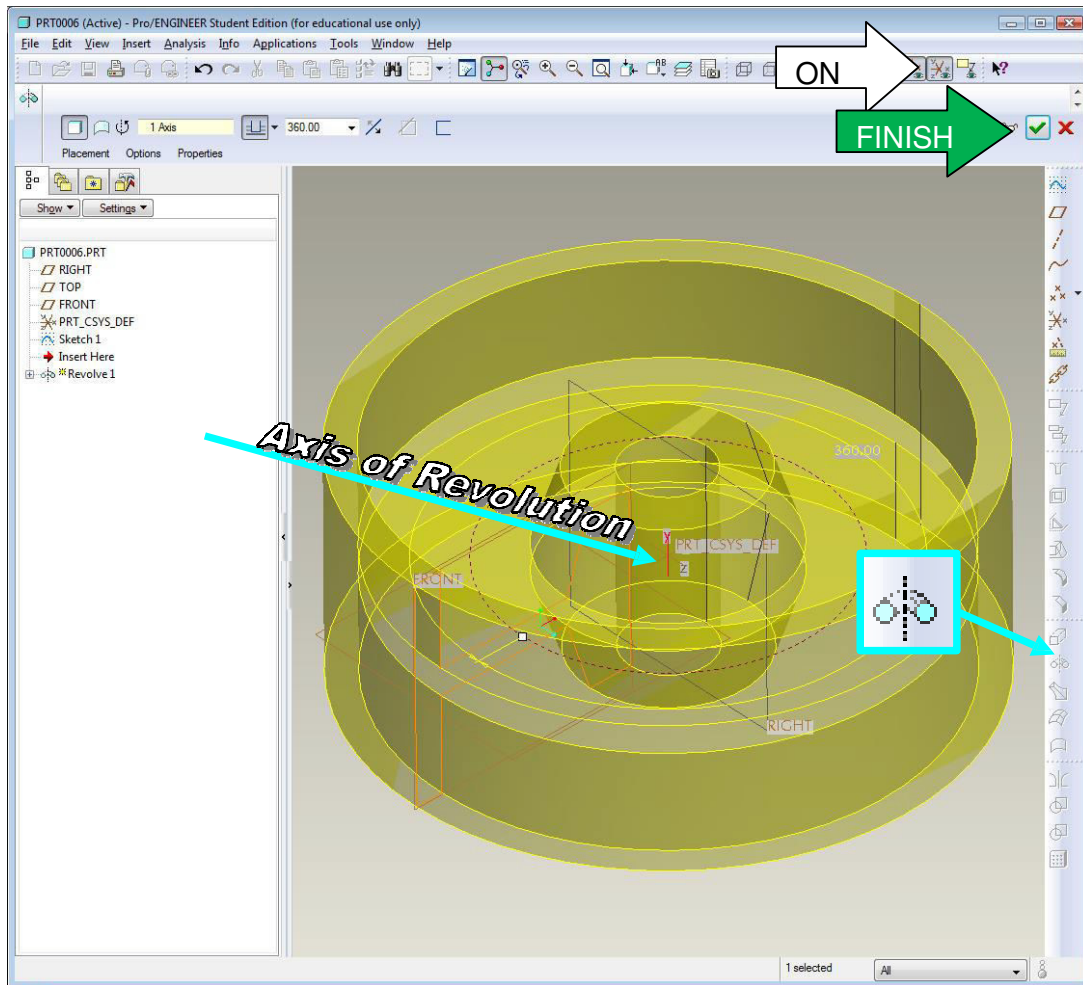 PRT0006 (Active) - Pro/ENGINEER Student Edition (for educational use only)
File Edit View Insert Analysis Info Applications Tools Window Help
ON
1 Axis 360.00
FINISH
Placement Options Properties
Show Settings
PRT0006.PRT
RIGHT
TOP
FRONT
PRT_CSYS_DEF
Sketch 1
Insert Here
Revolve 1
360.00
Axis of Revolution
Y
PRT_CSYS_DEF
Z
FRONT
RIGHT
1 selected All